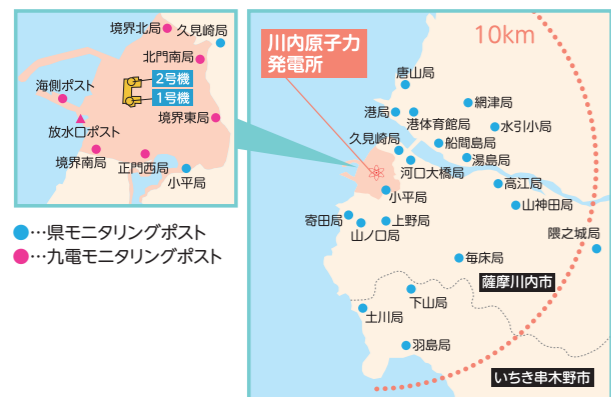 境界北局
久見崎局
北門南局
海側ポスト
2号機
1号機
放水口ポスト
境界東局
境界南局
正門西局
小平局
●…県モニタリングポスト
●…九電モニタリングポスト
川内原子力
発電所
10km
唐山局
網津局
港局
港体育館局
水引小局
久見崎局
船間島局
湯島局
河口大橋局
高江局
小平局
山神田局
寄田局
上野局
山ノ口局
隈之城局
毎床局
薩摩川内市
下山局
土川局
羽島局
いちき串木野市